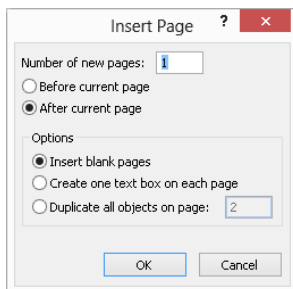 Insert Page ? ×
Number of new pages: 1
Before current page
After current page
Options
Insert blank pages
Create one text box on each page
Duplicate all objects on page: 2
OK Cancel